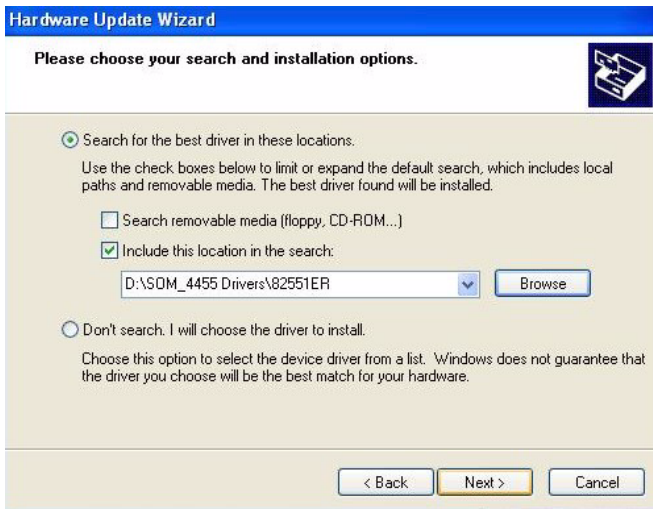 Hardware Update Wizard
Please choose your search and installation options.
Search for the best driver in these locations.
Use the check boxes below to limit or expand the default search, which includes local
paths and removable media. The best driver found will be installed.
Search removable media (floppy, CD-ROM...)
Include this location in the search:
D:\SOM_4455 Drivers\82551ER
Browse
Don't search. I will choose the driver to install.
Choose this option to select the device driver from a list. Windows does not guarantee that
the driver you choose will be the best match for your hardware.
< Back Next > Cancel